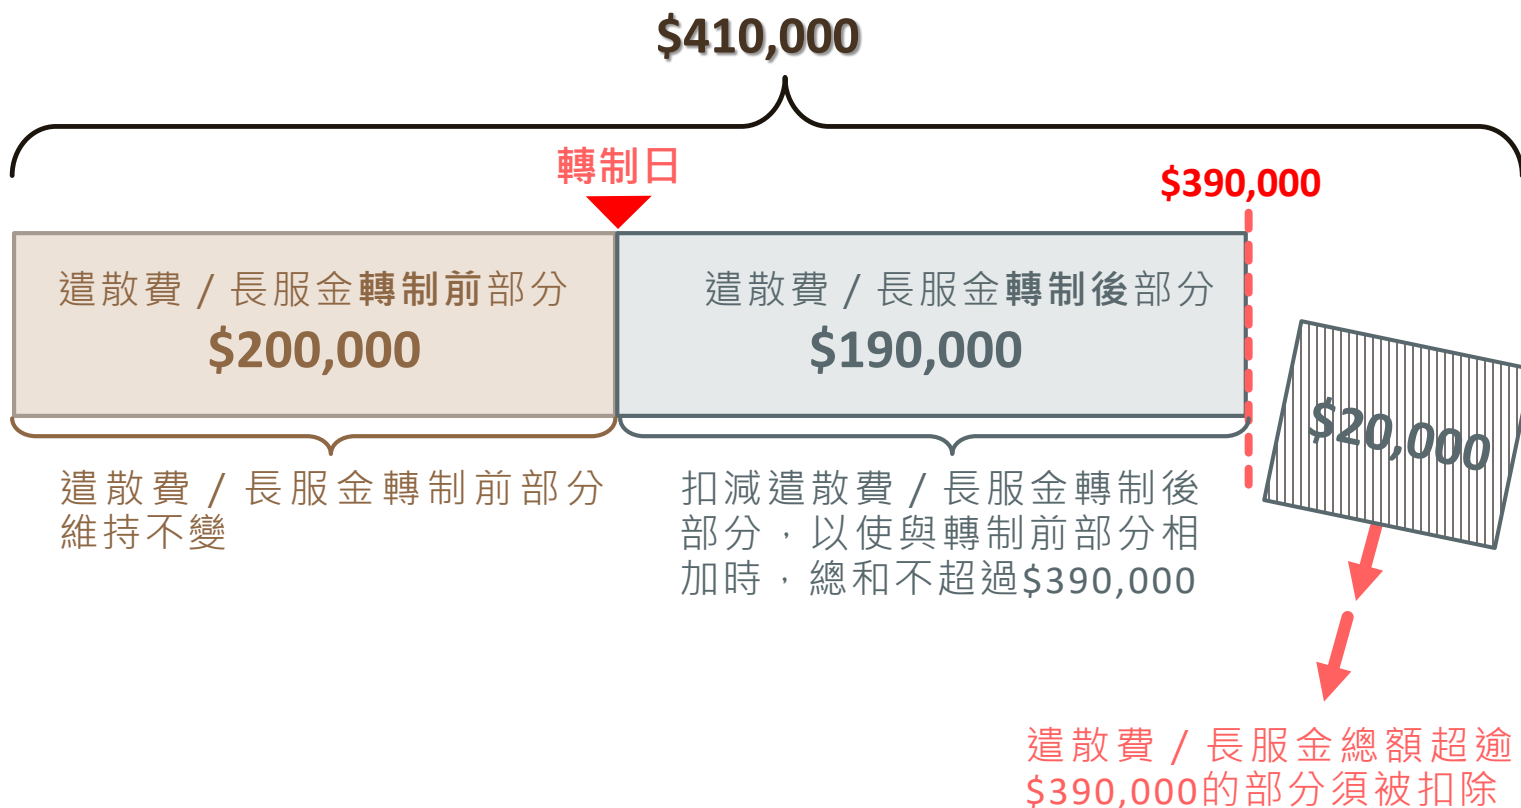 $410,000
轉制日
$390,000
遣散費 / 長服金轉制前部分
$200,000
遣散費 / 長服金轉制後部分
$190,000
$20,000
遣散費 / 長服金轉制前部分
維持不變
扣減遣散費 / 長服金轉制後
部分，以使與轉制前部分相
加時，總和不超過$390,000
遣散費 / 長服金總額超逾
$390,000的部分須被扣除